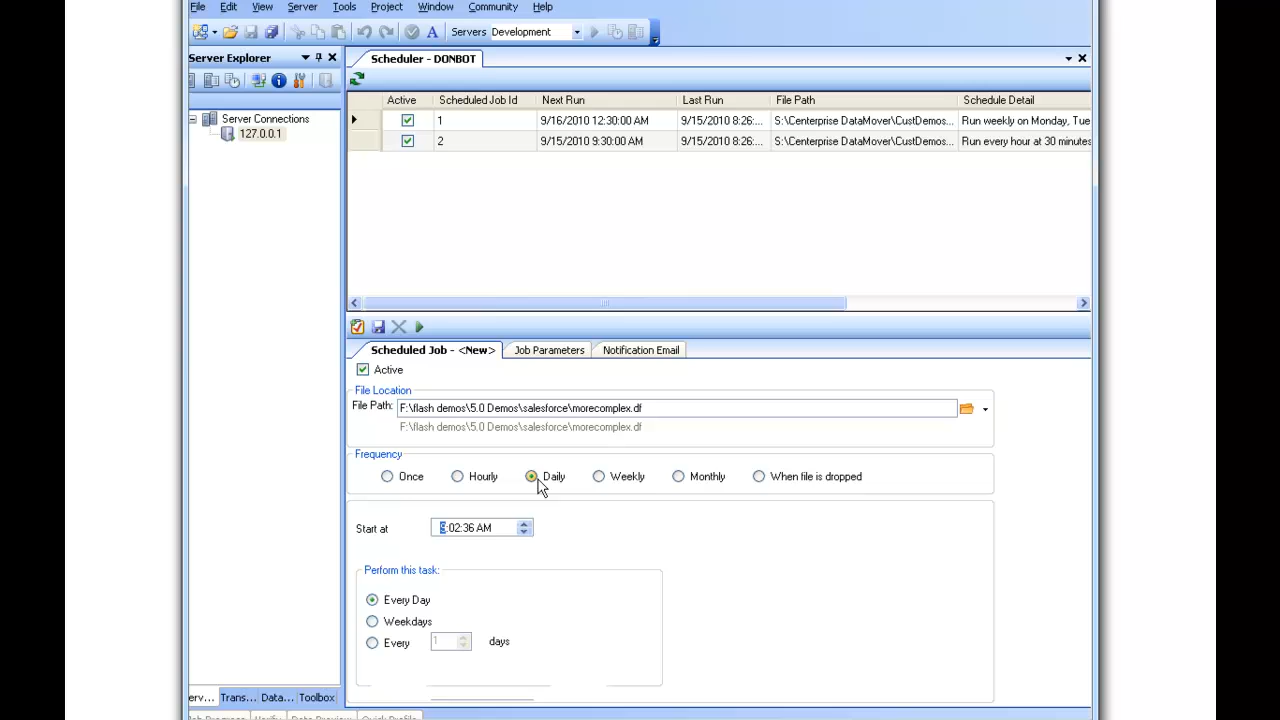 File Edit View Server Tools Project Window Community Help
A Servers Development
Server Explorer
Scheduler - DONBOT
Active Scheduled Job Id Next Run Last Run File Path Schedule Detail
1 9/16/2010 12:30:00 AM 9/15/2010 8:26:... S:\Centerprise DataMover\CustDemos... Run weekly on Monday, Tue
2 9/15/2010 9:30:00 AM 9/15/2010 8:26:... S:\Centerprise DataMover\CustDemos... Run every hour at 30 minutes
Server Connections
127.0.0.1
Scheduled Job - <New> Job Parameters Notification Email
Active
File Location
File Path: F:\flash demos\5.0 Demos\salesforce\morecomplex.df
F:\flash demos\5.0 Demos\salesforce\morecomplex.df
Frequency
Once Hourly Daily Weekly Monthly When file is dropped
Start at 9:02:36 AM
Perform this task:
Every Day
Weekdays
Every 1 days
erv... Trans... Data... Toolbox